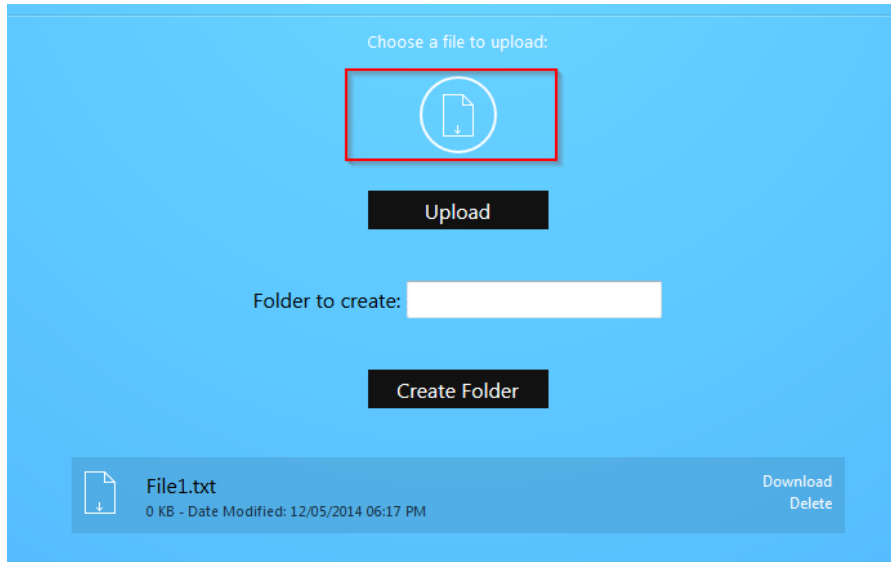 Choose a file to upload:
Upload
Folder to create:
Create Folder
File1.txt
0 KB - Date Modified: 12/05/2014 06:17 PM
Download
Delete